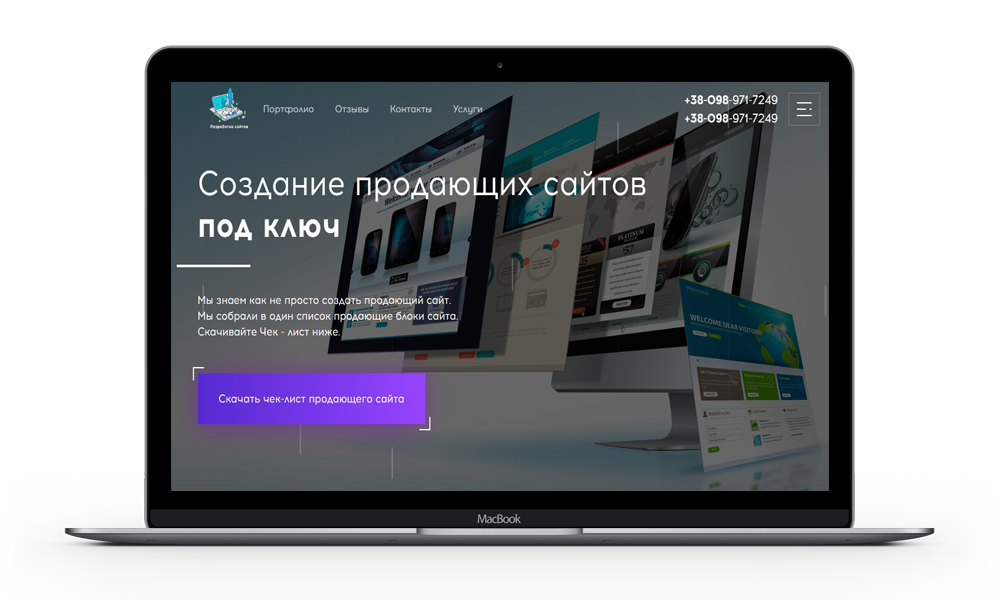 Разработка сайтов
Портфолио
Отзывы
Контакты
Услуги
+38-098-971-7249
+38-098-971-7249
Создание продающих сайтов
под ключ
Мы знаем как не просто создать продающий сайт.
Мы собрали в один список продающие блоки сайта.
Скачивайте Чек - лист ниже.
Скачать чек-лист продающего сайта
PLATINUM
WELCOME DEAR VISITOR
MacBook